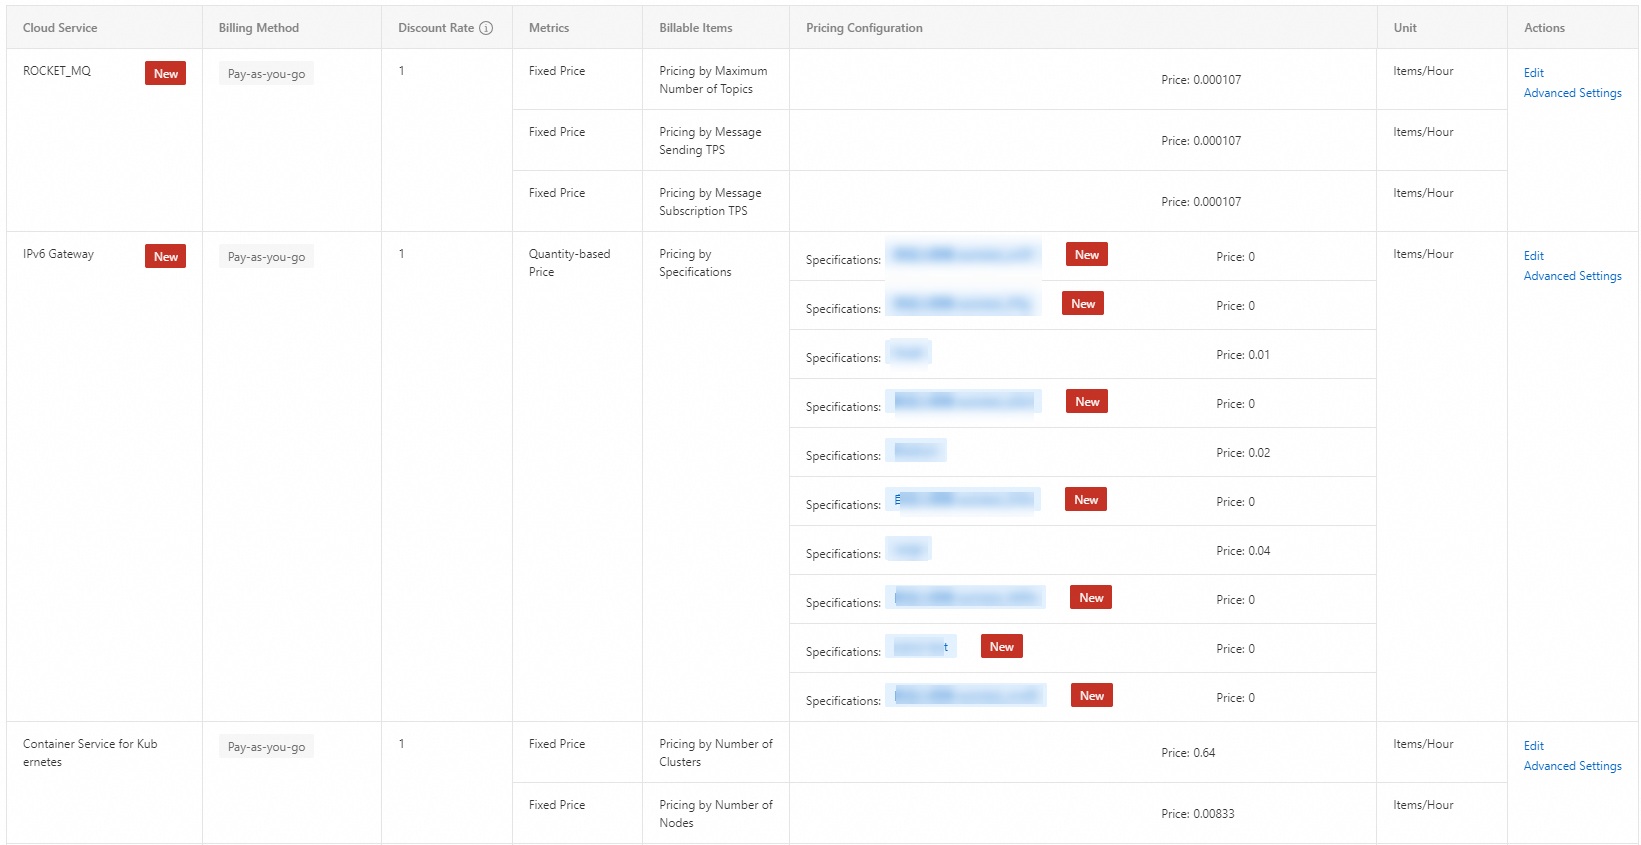 Cloud Service Billing Method Discount Rate Metrics Billable Items Pricing Configuration Unit Actions
ROCKET_MQ New Pay-as-you-go 1 Fixed Price Pricing by Maximum
Number of Topics Price: 0.000107 Items/Hour Edit
Advanced Settings
Fixed Price Pricing by Message
Sending TPS Price: 0.000107 Items/Hour
Fixed Price Pricing by Message
Subscription TPS Price: 0.000107 Items/Hour
IPv6 Gateway New Pay-as-you-go 1 Quantity-based
Price Pricing by
Specifications Specifications: New Price: 0 Items/Hour Edit
Advanced Settings
Specifications: New Price: 0
Specifications: Price: 0.01
Specifications: New Price: 0
Specifications: Price: 0.02
Specifications: New Price: 0
Specifications: Price: 0.04
Specifications: New Price: 0
Specifications: New Price: 0
Specifications: New Price: 0
Container Service for Kub
ernetes Pay-as-you-go 1 Fixed Price Pricing by Number of
Clusters Price: 0.64 Items/Hour Edit
Advanced Settings
Fixed Price Pricing by Number of
Nodes Price: 0.00833 Items/Hour